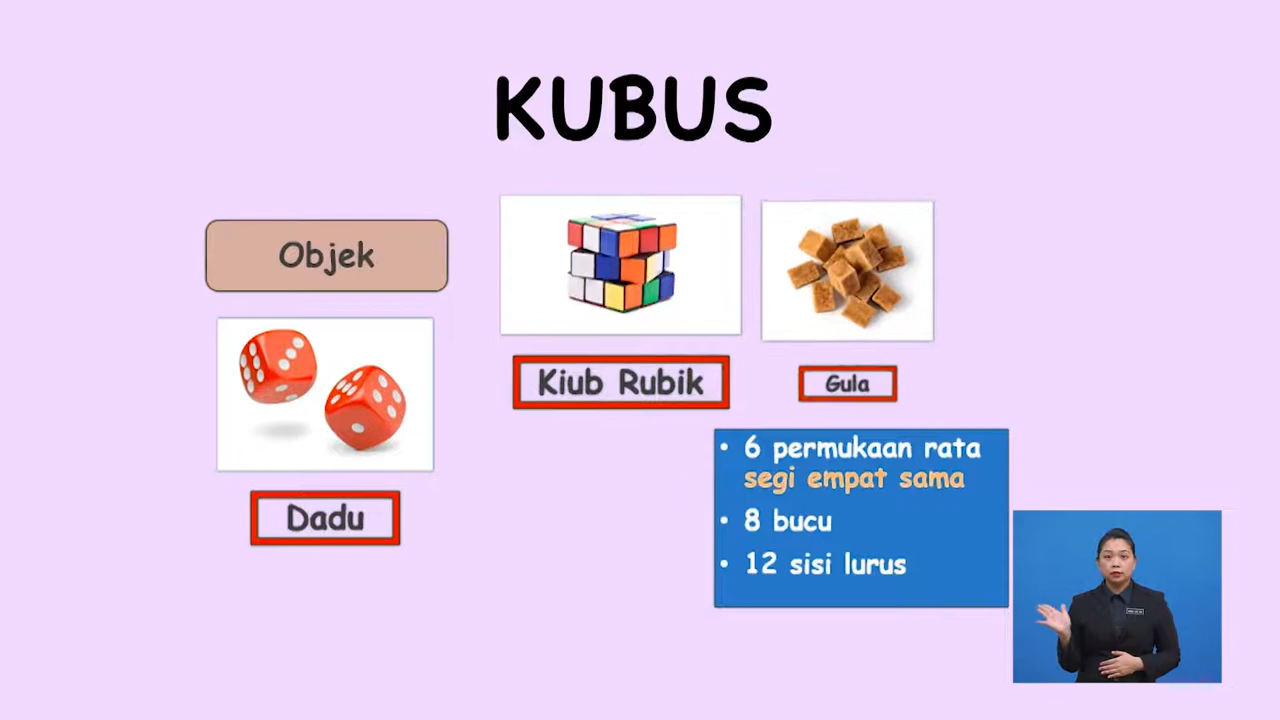 KUBUS
Objek
Dadu
Kiub Rubik
Gula
• 6 permukaan rata
segi empat sama
• 8 bucu
• 12 sisi lurus